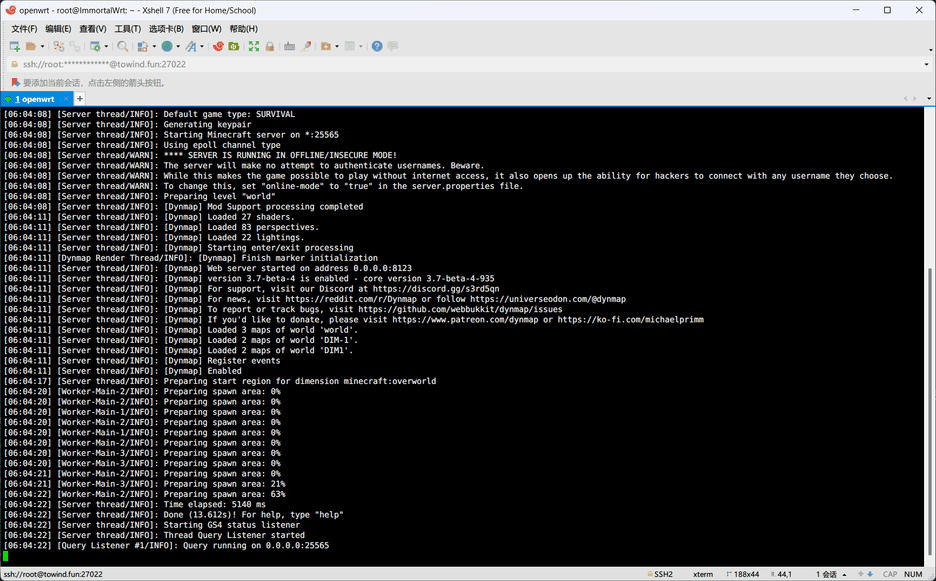 openwrt - root@ImmortalWrt: ~ - Xshell 7 (Free for Home/School)
文件(F) 编辑(E) 查看(V) 工具(T) 选项卡(B) 窗口(W) 帮助(H)
ssh://root:************@towind.fun:27022
要添加当前会话，点击左侧的箭头按钮。
1 openwrt
[06:04:08] [Server thread/INFO]: Default game type: SURVIVAL
[06:04:08] [Server thread/INFO]: Generating keypair
[06:04:08] [Server thread/INFO]: Starting Minecraft server on *:25565
[06:04:08] [Server thread/INFO]: Using epoll channel type
[06:04:08] [Server thread/WARN]: **** SERVER IS RUNNING IN OFFLINE/INSECURE MODE!
[06:04:08] [Server thread/WARN]: The server will make no attempt to authenticate usernames. Beware.
[06:04:08] [Server thread/WARN]: While this makes the game possible to play without internet access, it also opens up the ability for hackers to connect with any username they choose.
[06:04:08] [Server thread/WARN]: To change this, set "online-mode" to "true" in the server.properties file.
[06:04:08] [Server thread/INFO]: Preparing level "world"
[06:04:08] [Server thread/INFO]: [Dynmap] Mod Support processing completed
[06:04:11] [Server thread/INFO]: [Dynmap] Loaded 27 shaders.
[06:04:11] [Server thread/INFO]: [Dynmap] Loaded 83 perspectives.
[06:04:11] [Server thread/INFO]: [Dynmap] Loaded 22 lightings.
[06:04:11] [Server thread/INFO]: [Dynmap] Starting enter/exit processing
[06:04:11] [Dynmap Render Thread/INFO]: [Dynmap] Finish marker initialization
[06:04:11] [Server thread/INFO]: [Dynmap] Web server started on address 0.0.0.0:8123
[06:04:11] [Server thread/INFO]: [Dynmap] version 3.7-beta-4 is enabled - core version 3.7-beta-4-935
[06:04:11] [Server thread/INFO]: [Dynmap] For support, visit our Discord at https://discord.gg/s3rd5qn
[06:04:11] [Server thread/INFO]: [Dynmap] For news, visit https://reddit.com/r/Dynmap or follow https://universeodon.com/@dynmap
[06:04:11] [Server thread/INFO]: [Dynmap] To report or track bugs, visit https://github.com/webbukkit/dynmap/issues
[06:04:11] [Server thread/INFO]: [Dynmap] If you'd like to donate, please visit https://www.patreon.com/dynmap or https://ko-fi.com/michaelprimm
[06:04:11] [Server thread/INFO]: [Dynmap] Loaded 3 maps of world 'world'.
[06:04:11] [Server thread/INFO]: [Dynmap] Loaded 2 maps of world 'DIM-1'.
[06:04:11] [Server thread/INFO]: [Dynmap] Loaded 2 maps of world 'DIM1'.
[06:04:11] [Server thread/INFO]: [Dynmap] Register events
[06:04:11] [Server thread/INFO]: [Dynmap] Enabled
[06:04:17] [Server thread/INFO]: Preparing start region for dimension minecraft:overworld
[06:04:20] [Worker-Main-2/INFO]: Preparing spawn area: 0%
[06:04:20] [Worker-Main-2/INFO]: Preparing spawn area: 0%
[06:04:20] [Worker-Main-1/INFO]: Preparing spawn area: 0%
[06:04:20] [Worker-Main-2/INFO]: Preparing spawn area: 0%
[06:04:20] [Worker-Main-1/INFO]: Preparing spawn area: 0%
[06:04:20] [Worker-Main-2/INFO]: Preparing spawn area: 0%
[06:04:20] [Worker-Main-3/INFO]: Preparing spawn area: 0%
[06:04:20] [Worker-Main-3/INFO]: Preparing spawn area: 0%
[06:04:21] [Worker-Main-2/INFO]: Preparing spawn area: 0%
[06:04:21] [Worker-Main-3/INFO]: Preparing spawn area: 21%
[06:04:22] [Worker-Main-2/INFO]: Preparing spawn area: 63%
[06:04:22] [Server thread/INFO]: Time elapsed: 5140 ms
[06:04:22] [Server thread/INFO]: Done (13.612s)! For help, type "help"
[06:04:22] [Server thread/INFO]: Starting GS4 status listener
[06:04:22] [Server thread/INFO]: Thread Query Listener started
[06:04:22] [Query Listener #1/INFO]: Query running on 0.0.0.0:25565
ssh://root@towind.fun:27022 SSH2 xterm 188x44 44,1 1 会话 CAP NUM